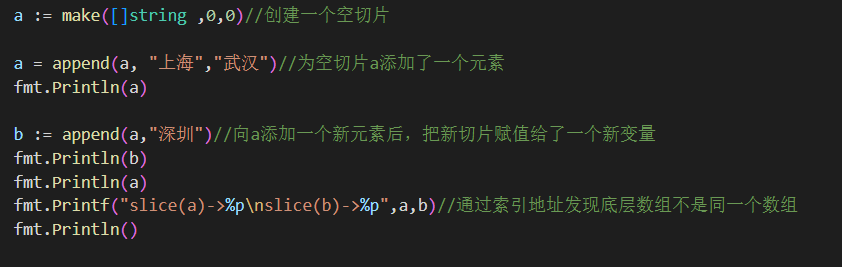 a := make([]string ,0,0)//创建一个空切片
a = append(a, "上海","武汉")//为空切片a添加了一个元素
fmt.Println(a)
b := append(a,"深圳")//向a添加一个新元素后，把新切片赋值给了一个新变量
fmt.Println(b)
fmt.Println(a)
fmt.Printf("slice(a)->%p\nslice(b)->%p",a,b)//通过索引地址发现底层数组不是同一个数组
fmt.Println()